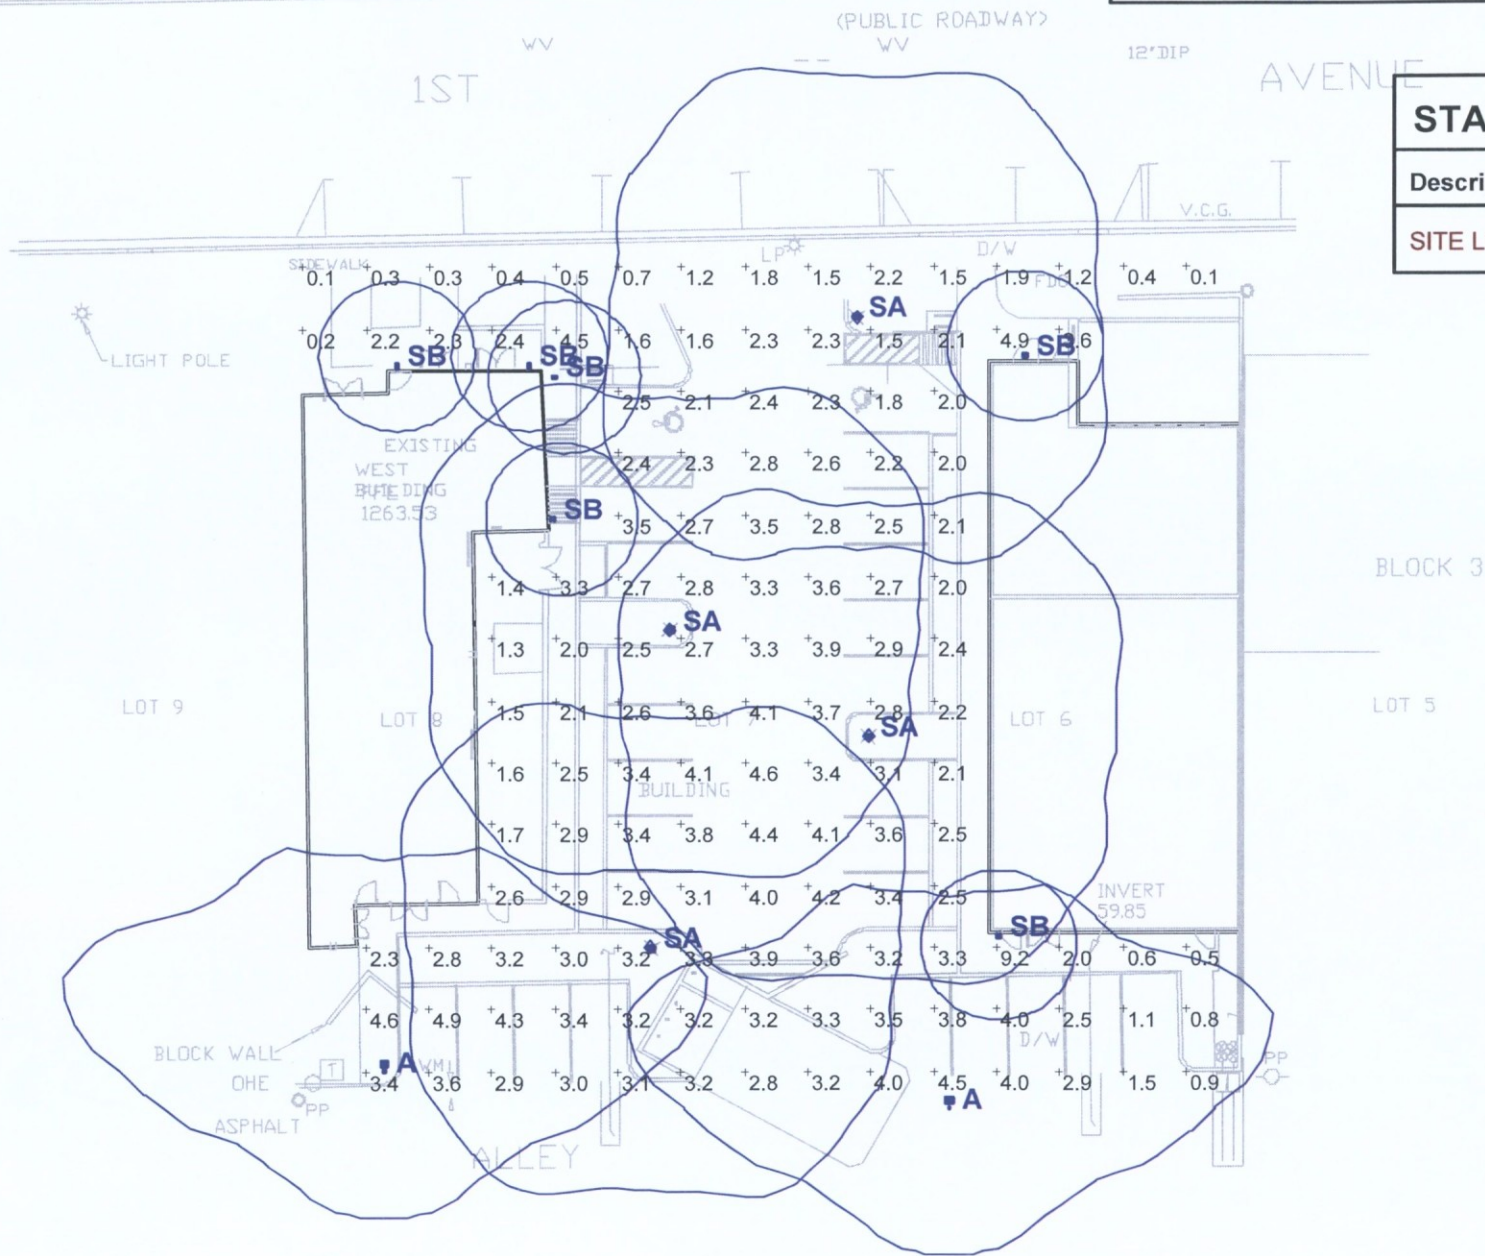 (PUBLIC ROADWAY)
WV WV
12"DIP
1ST AVENUE
STA
Descri
SITE L
V.C.G.
LP D/W
SIDEWALK
0.1 0.3 0.3 0.4 0.5 0.7 1.2 1.8 1.5 2.2 1.5 1.9 1.2 0.4 0.1
FDC
SA
0.2 2.2 2.3 2.4 4.5 1.6 1.6 2.3 2.3 1.5 2.1 4.9 3.6
LIGHT POLE
SB SB SB SB
2.5 2.1 2.4 2.3 1.8 2.0
EXISTING
WEST
BUILDING
1263.53
2.4 2.3 2.8 2.6 2.2 2.0
SB
3.5 2.7 3.5 2.8 2.5 2.1
BLOCK 3
1.4 3.3 2.7 2.8 3.3 3.6 2.7 2.0
SA
1.3 2.0 2.5 2.7 3.3 3.9 2.9 2.4
LOT 9 LOT 8 LOT 7 LOT 6 LOT 5
1.5 2.1 2.6 3.6 4.1 3.7 2.8 2.2
SA
1.6 2.5 3.4 4.1 4.6 3.4 3.1 2.1
BUILDING
1.7 2.9 3.4 3.8 4.4 4.1 3.6 2.5
2.6 2.9 2.9 3.1 4.0 4.2 3.4 2.5
INVERT
59.85
SA SB
2.3 2.8 3.2 3.0 3.2 3.3 3.9 3.6 3.2 3.3 9.2 2.0 0.6 0.5
4.6 4.9 4.3 3.4 3.2 3.2 3.2 3.3 3.5 3.8 4.0 2.5 1.1 0.8
D/W
BLOCK WALL
A WM
T
PP
OHE
3.4 3.6 2.9 3.0 3.1 3.2 2.8 3.2 4.0 4.5 4.0 2.9 1.5 0.9
A
PP
ASPHALT
ALLEY